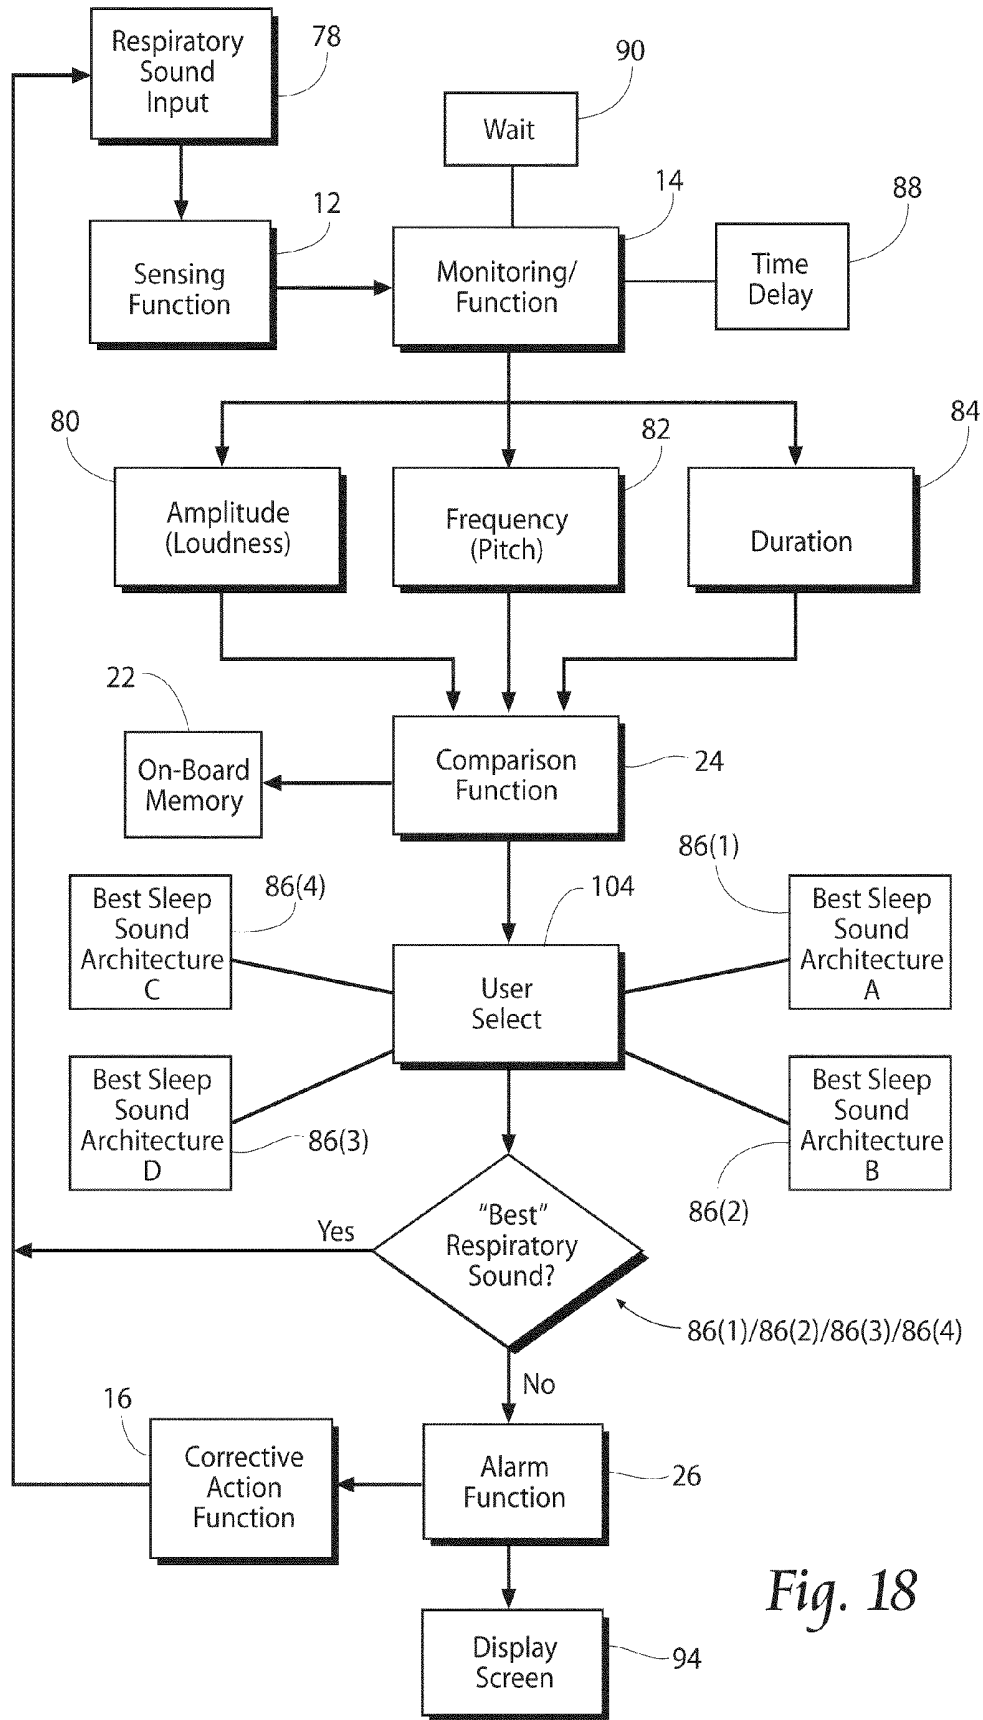 Respiratory
Sound
Input
78
90
Wait
12
14
88
Sensing
Function
Monitoring/
Function
Time
Delay
80
82
84
Amplitude
(Loudness)
Frequency
(Pitch)
Duration
22
On-Board
Memory
Comparison
Function
24
86(1)
86(4)
104
Best Sleep
Sound
Architecture
C
User
Select
Best Sleep
Sound
Architecture
A
Best Sleep
Sound
Architecture
D
86(3)
Best Sleep
Sound
Architecture
B
86(2)
Yes
“Best”
Respiratory
Sound?
86(1)/86(2)/86(3)/86(4)
No
16
Corrective
Action
Function
Alarm
Function
26
Fig. 18
Display
Screen
94